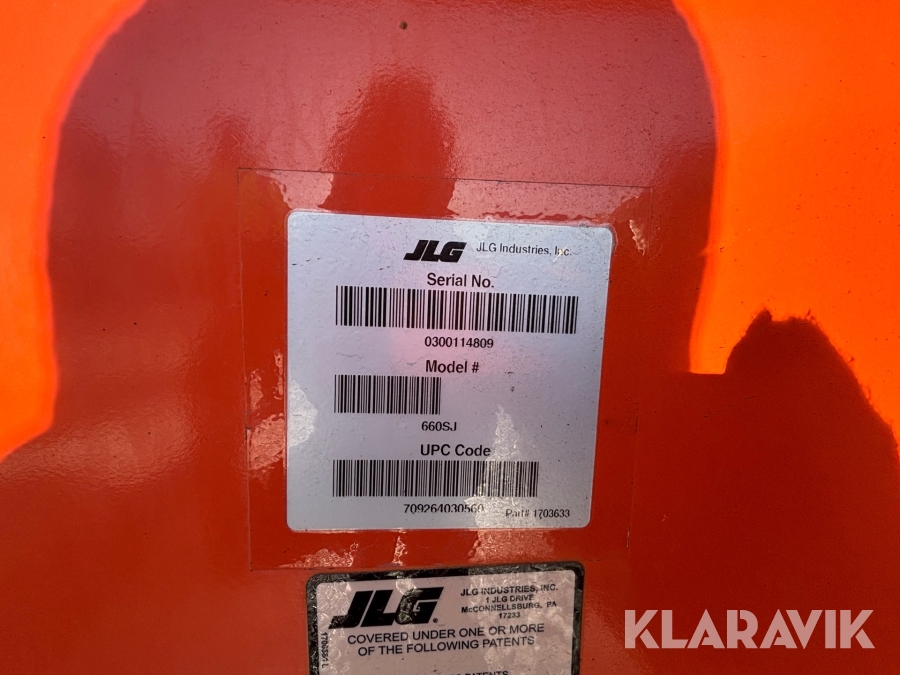 JLG JLG Industries, Inc.
Serial No.
0300114809
Model #
660SJ
UPC Code
709264030560
Part# 1703633
JLG JLG INDUSTRIES, INC.
1 JLG DRIVE
McCONNELLSBURG, PA
17233
COVERED UNDER ONE OR MORE
OF THE FOLLOWING PATENTS
KLARAVIK